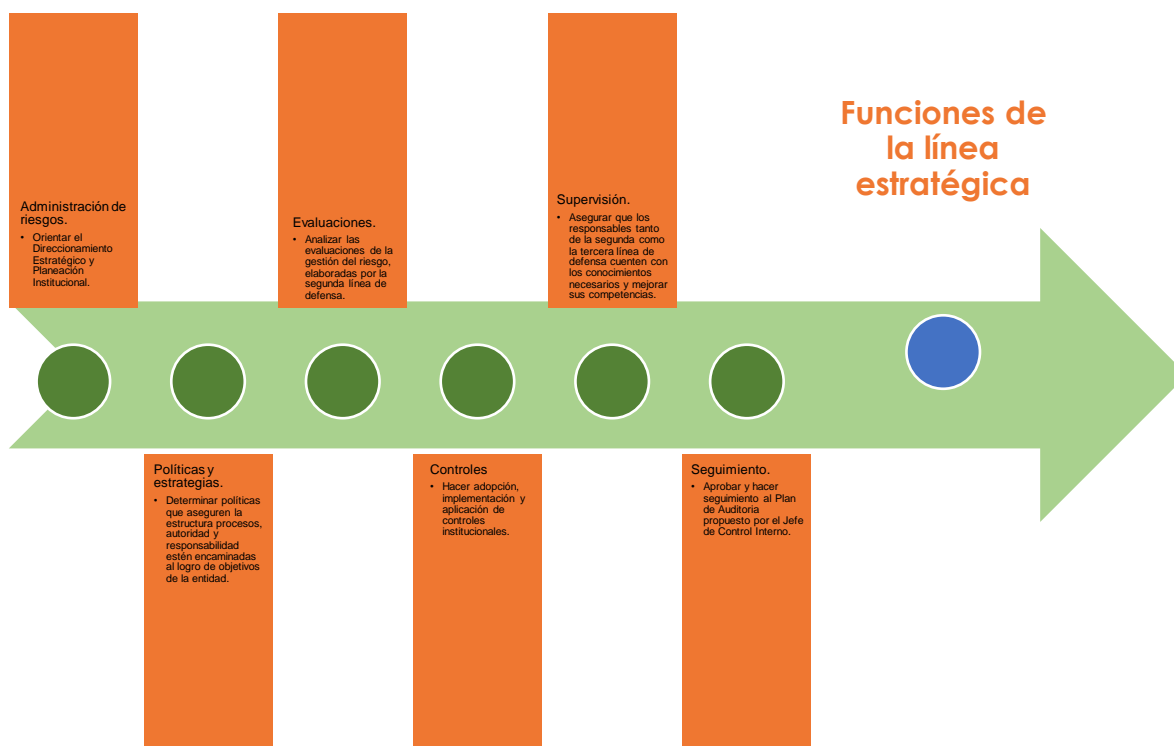 Funciones de
la línea
estratégica
Administración de
riesgos.
• Orientar el
Direccionamiento
Estratégico y
Planeación
Institucional.
Políticas y
estrategias.
• Determinar políticas
que aseguren la
estructura procesos,
autoridad y
responsabilidad
estén encaminadas
al logro de objetivos
de la entidad.
Evaluaciones.
• Analizar las
evaluaciones de la
gestión del riesgo,
elaboradas por la
segunda línea de
defensa.
Controles
• Hacer adopción,
implementación y
aplicación de
controles
institucionales.
Supervisión.
• Asegurar que los
responsables tanto
de la segunda como
la tercera línea de
defensa cuenten con
los conocimientos
necesarios y mejorar
sus competencias.
Seguimiento.
• Aprobar y hacer
seguimiento al Plan
de Auditoria
propuesto por el Jefe
de Control Interno.